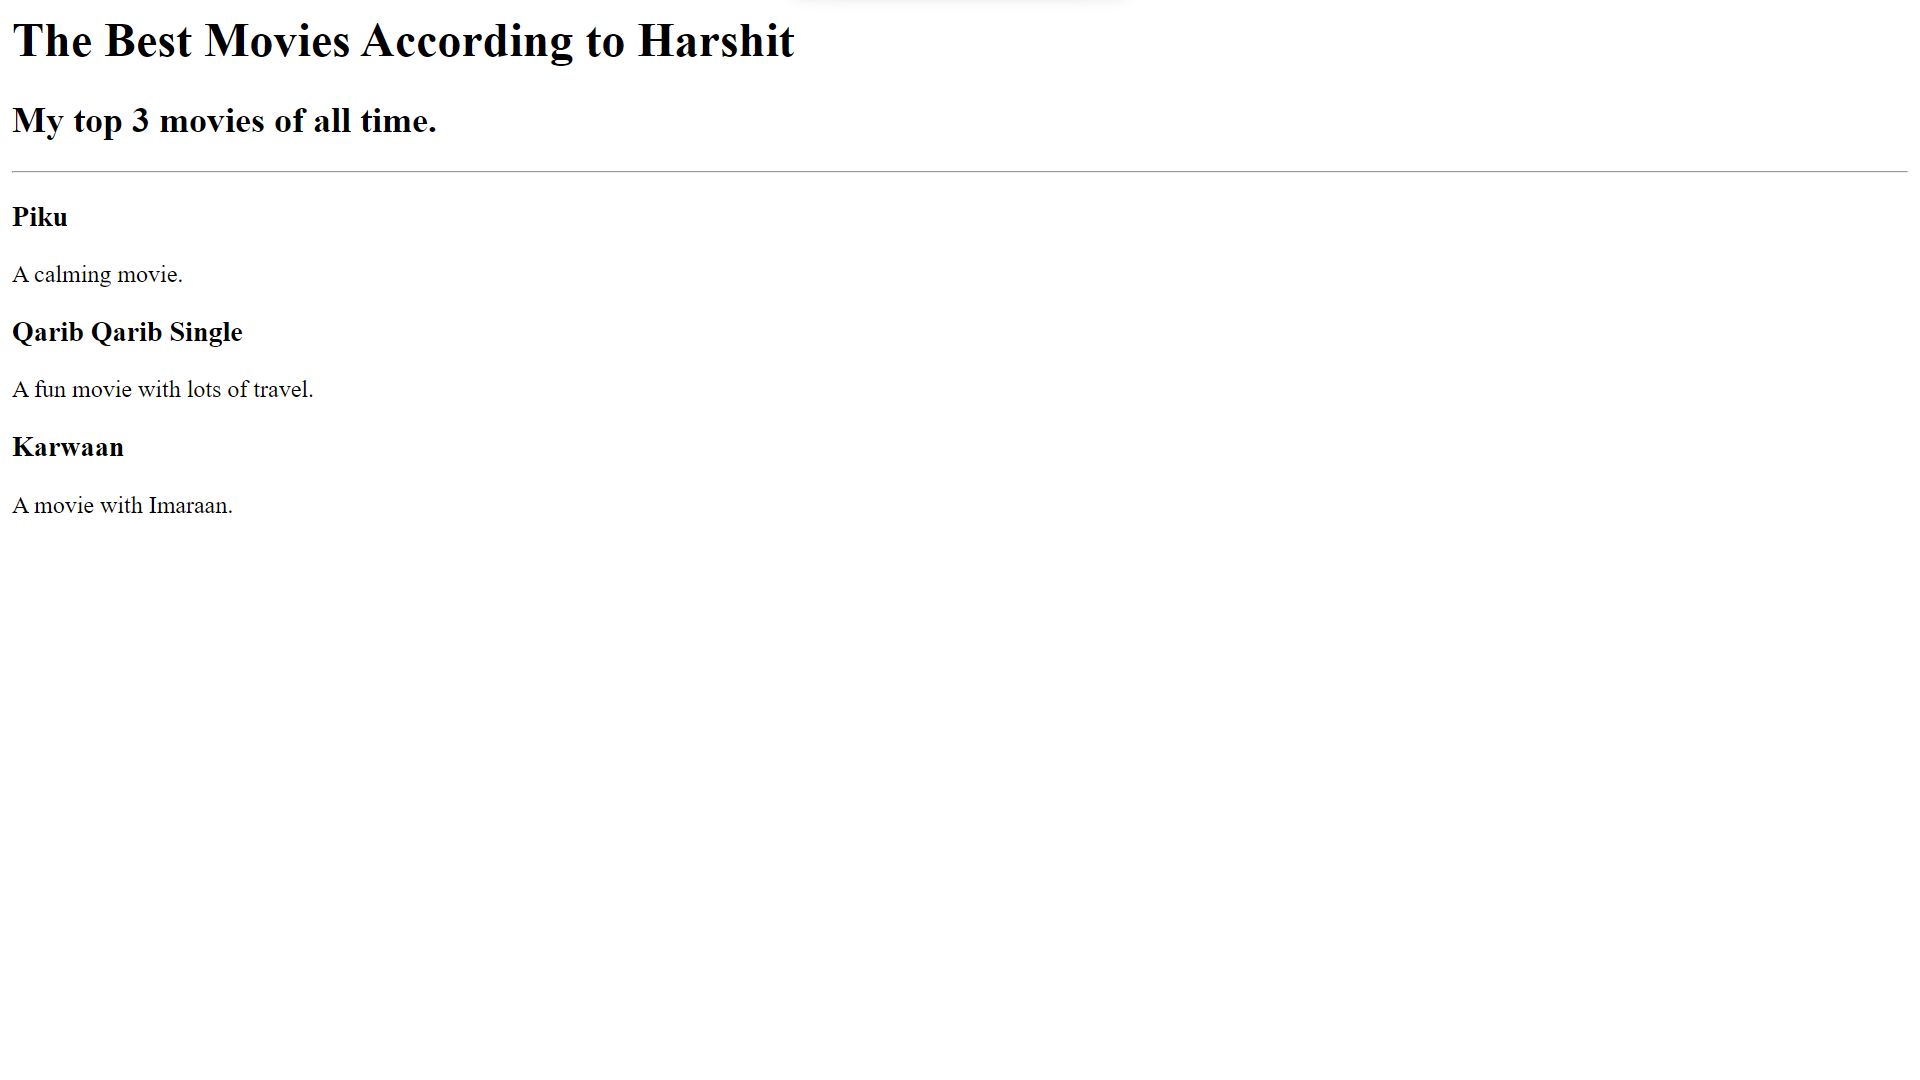 The Best Movies According to Harshit
My top 3 movies of all time.
Piku
A calming movie.
Qarib Qarib Single
A fun movie with lots of travel.
Karwaan
A movie with Imaraan.